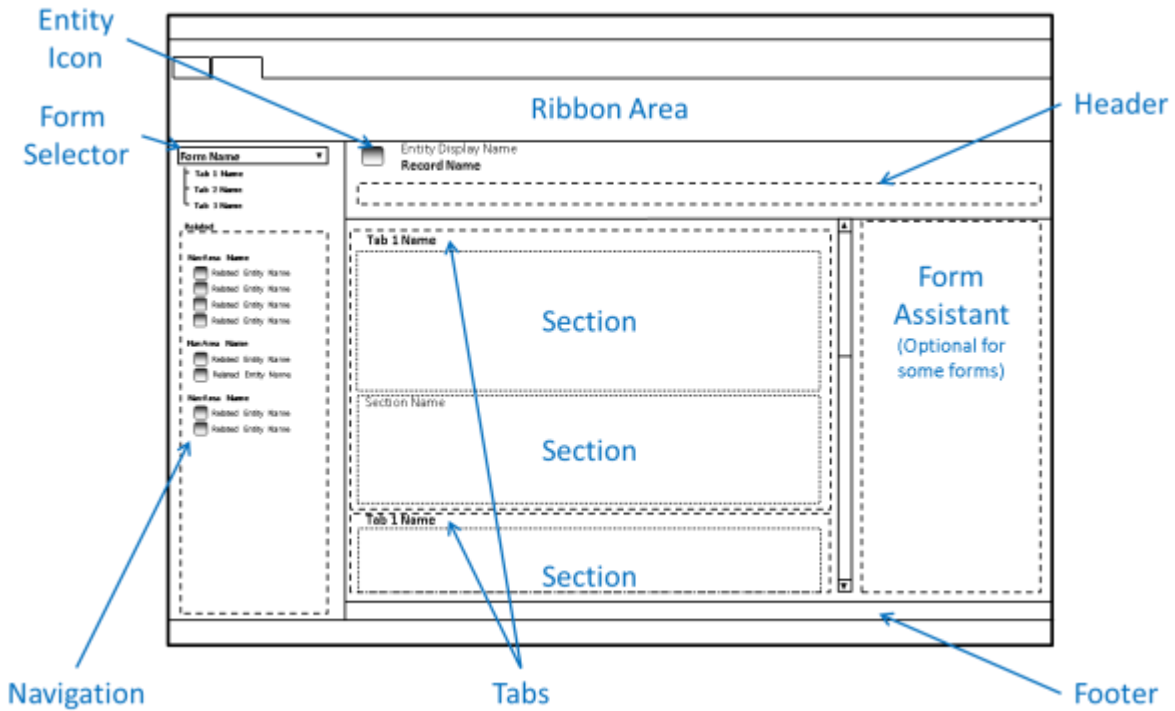 Entity
Icon
Ribbon Area
Header
Form
Selector
Entity Display Name
Record Name
Form Name
Tab 1 Name
Tab 2 Name
Tab 3 Name
Related
Tab 1 Name
NavArea Name
Related Entity Name
Related Entity Name
Related Entity Name
Related Entity Name
Form
Assistant
(Optional for
some forms)
Section
NavArea Name
Related Entity Name
Related Entity Name
NavArea Name
Related Entity Name
Related Entity Name
Section Name
Section
Tab 1 Name
Section
Navigation
Tabs
Footer